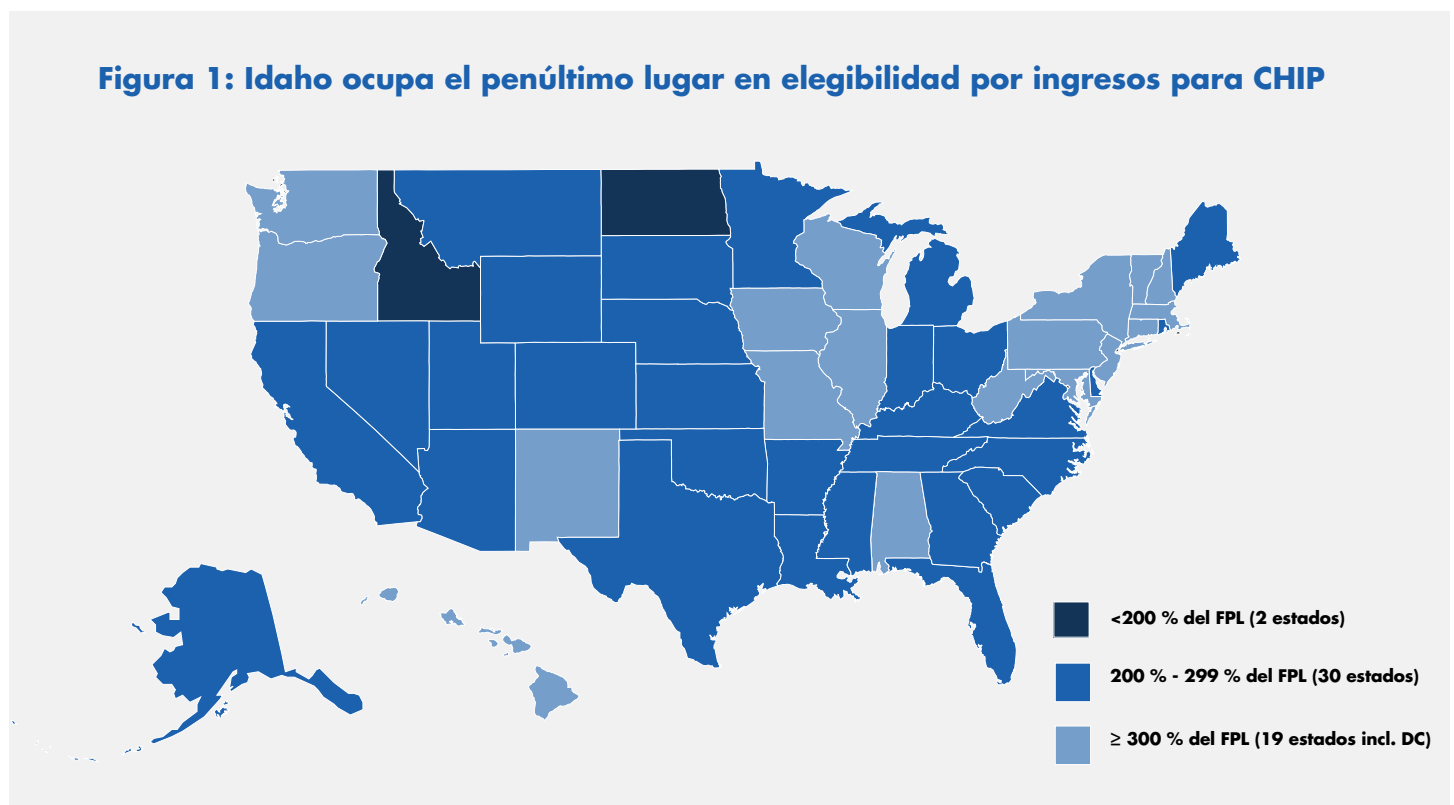 Figura 1: Idaho ocupa el penúltimo lugar en elegibilidad por ingresos para CHIP
<200 % del FPL (2 estados)
200 % - 299 % del FPL (30 estados)
≥ 300 % del FPL (19 estados incl. DC)